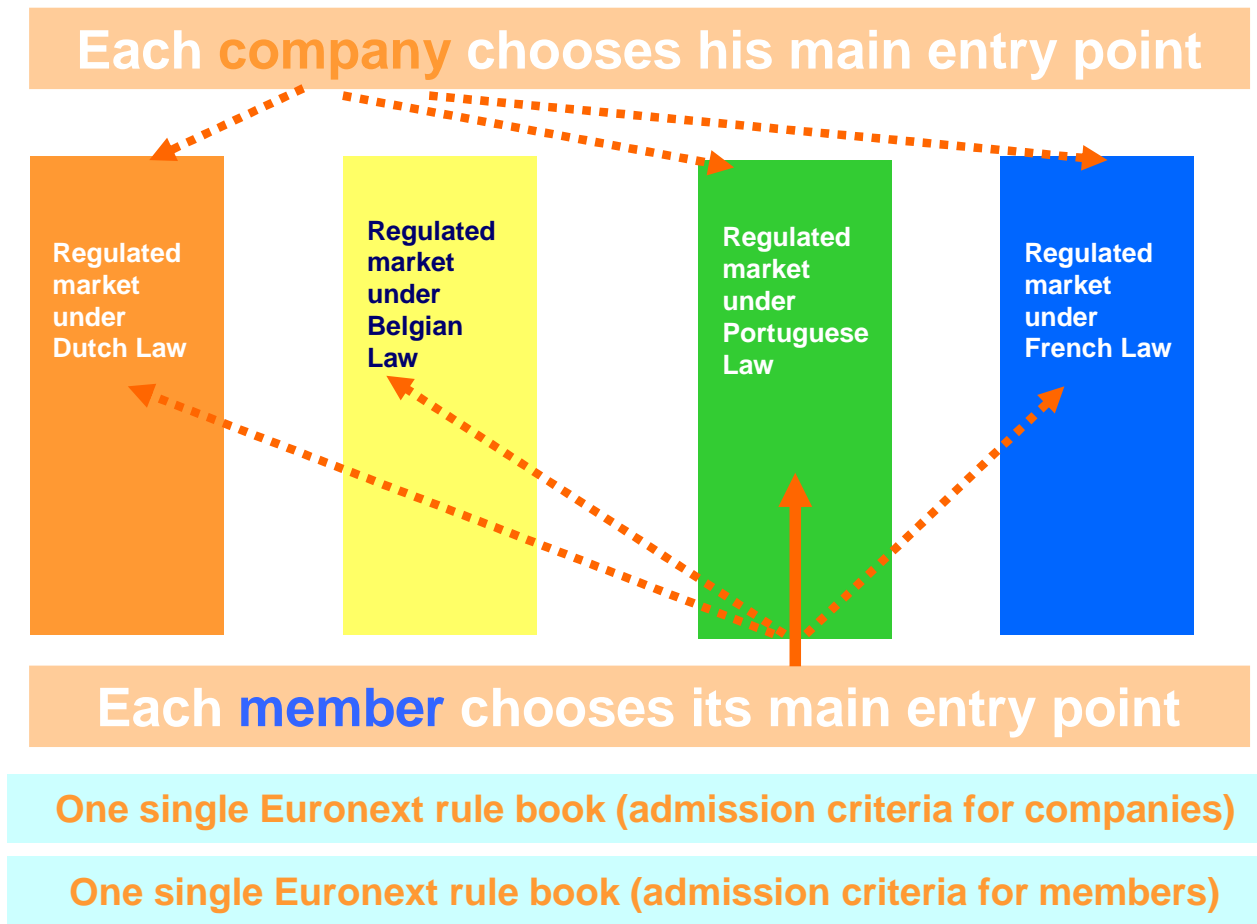 Each company chooses his main entry point
Regulated
market
under
Dutch Law
Regulated
market
under
Belgian
Law
Regulated
market
under
Portuguese
Law
Regulated
market
under
French Law
Each member chooses its main entry point
One single Euronext rule book (admission criteria for companies)
One single Euronext rule book (admission criteria for members)